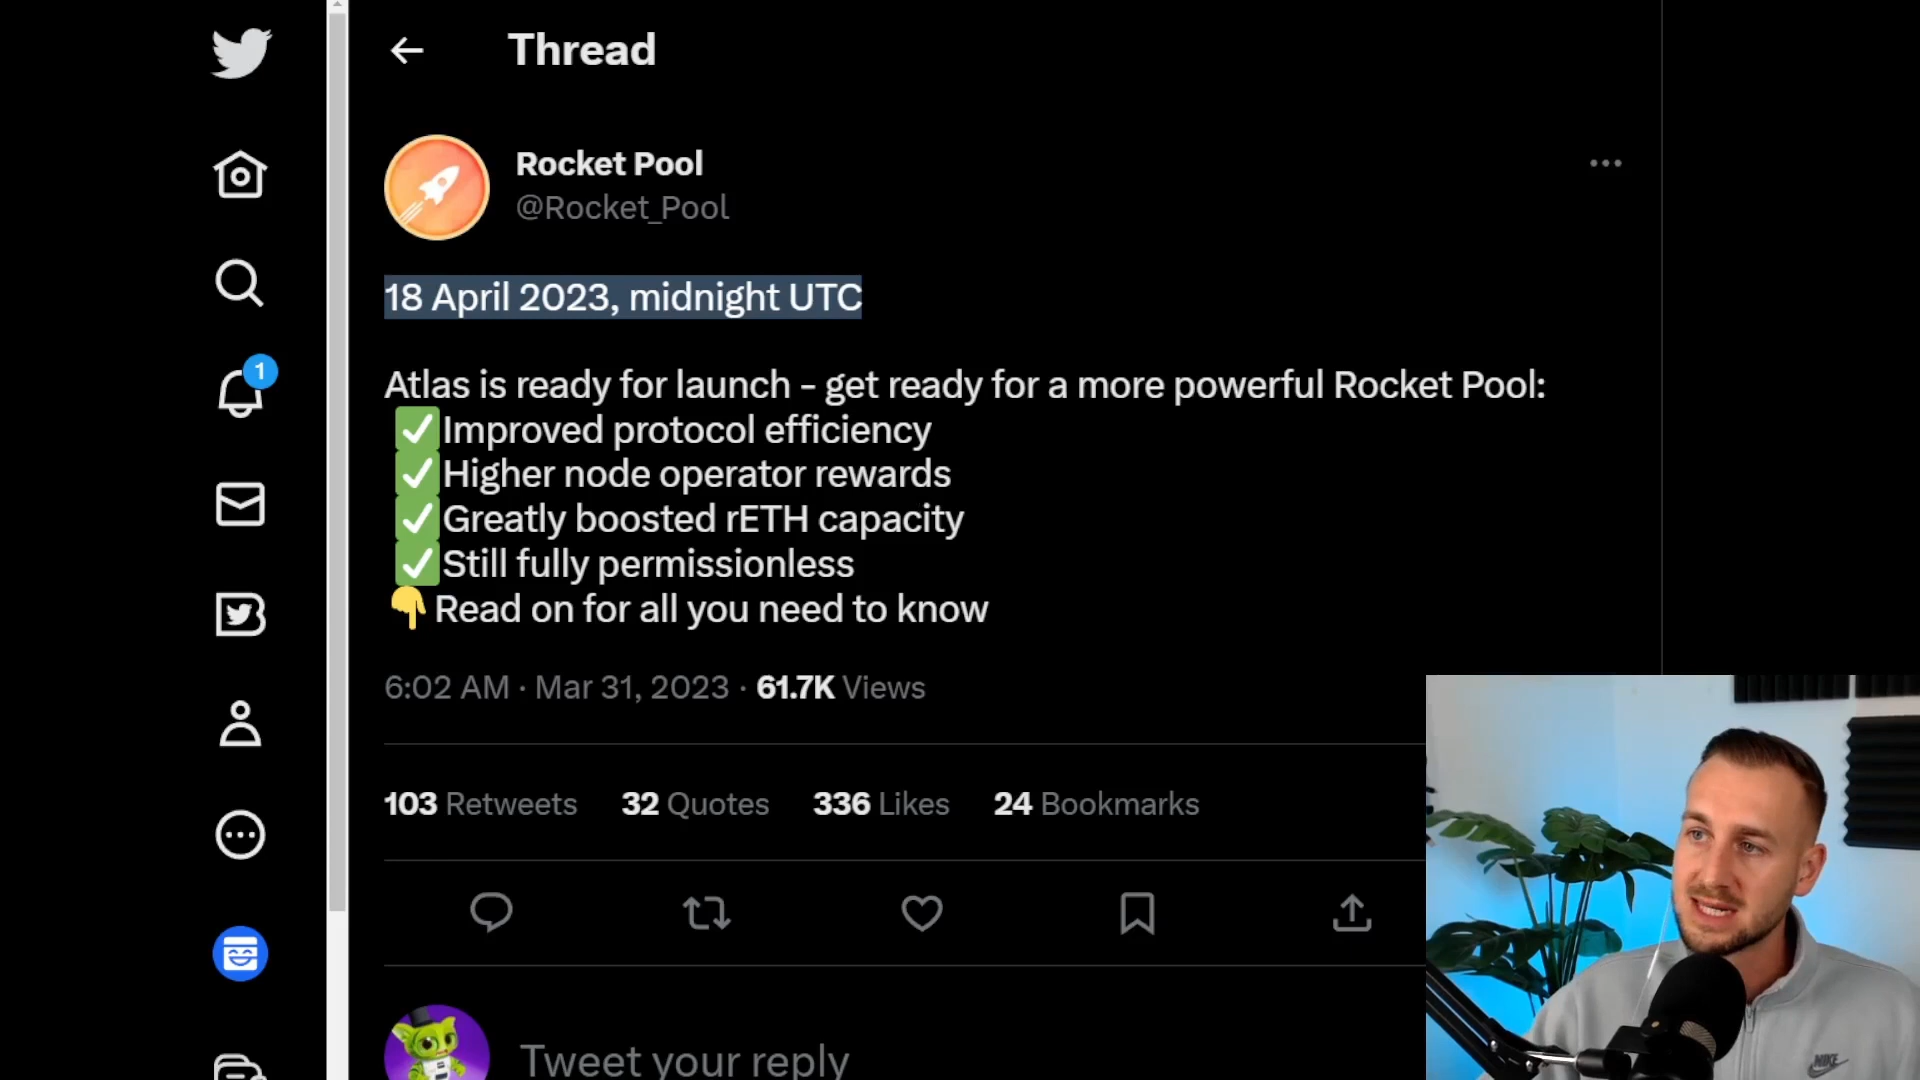 Thread
Rocket Pool
@Rocket_Pool
18 April 2023, midnight UTC
1
Atlas is ready for launch - get ready for a more powerful Rocket Pool:
✅Improved protocol efficiency
✅Higher node operator rewards
✅Greatly boosted rETH capacity
✅Still fully permissionless
👇Read on for all you need to know
6:02 AM · Mar 31, 2023 · 61.7K Views
103 Retweets 32 Quotes 336 Likes 24 Bookmarks
Tweet your reply
NIKE